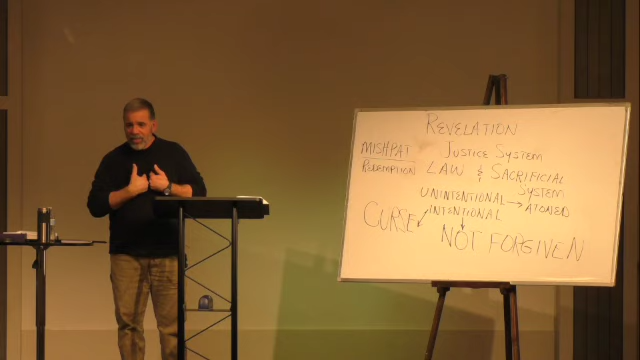 REVELATION
MISHPAT JUSTICE SYSTEM
REDEMPTION LAW & SACRIFICIAL
SYSTEM
UNINTENTIONAL → ATONED
CURSE INTENTIONAL
NOT FORGIVEN